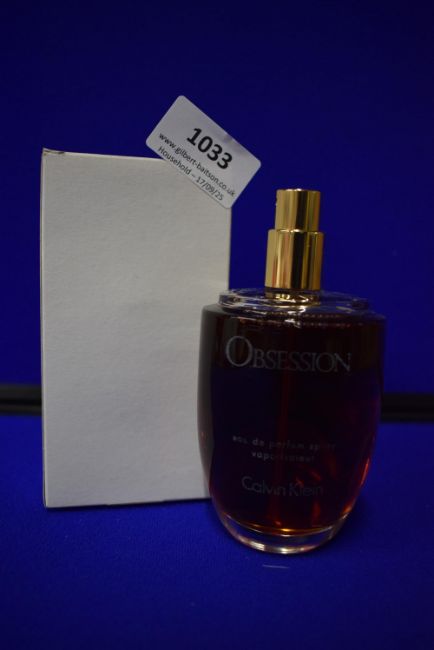 1033
www.gilbert-baitson.co.uk
Household – 17/09/25
OBSESSION
eau de parfum spray
vaporisateur
Calvin Klein